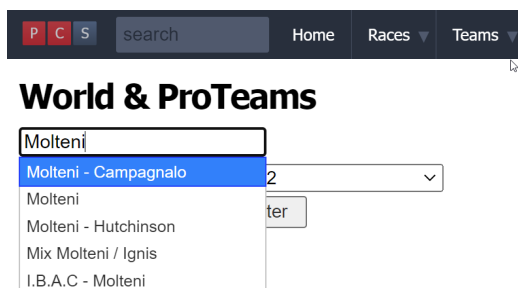 P C S search Home Races Teams
World & ProTeams
Molteni
Molteni - Campagnalo
2
Molteni
ter
Molteni - Hutchinson
Mix Molteni / Ignis
I.B.A.C - Molteni